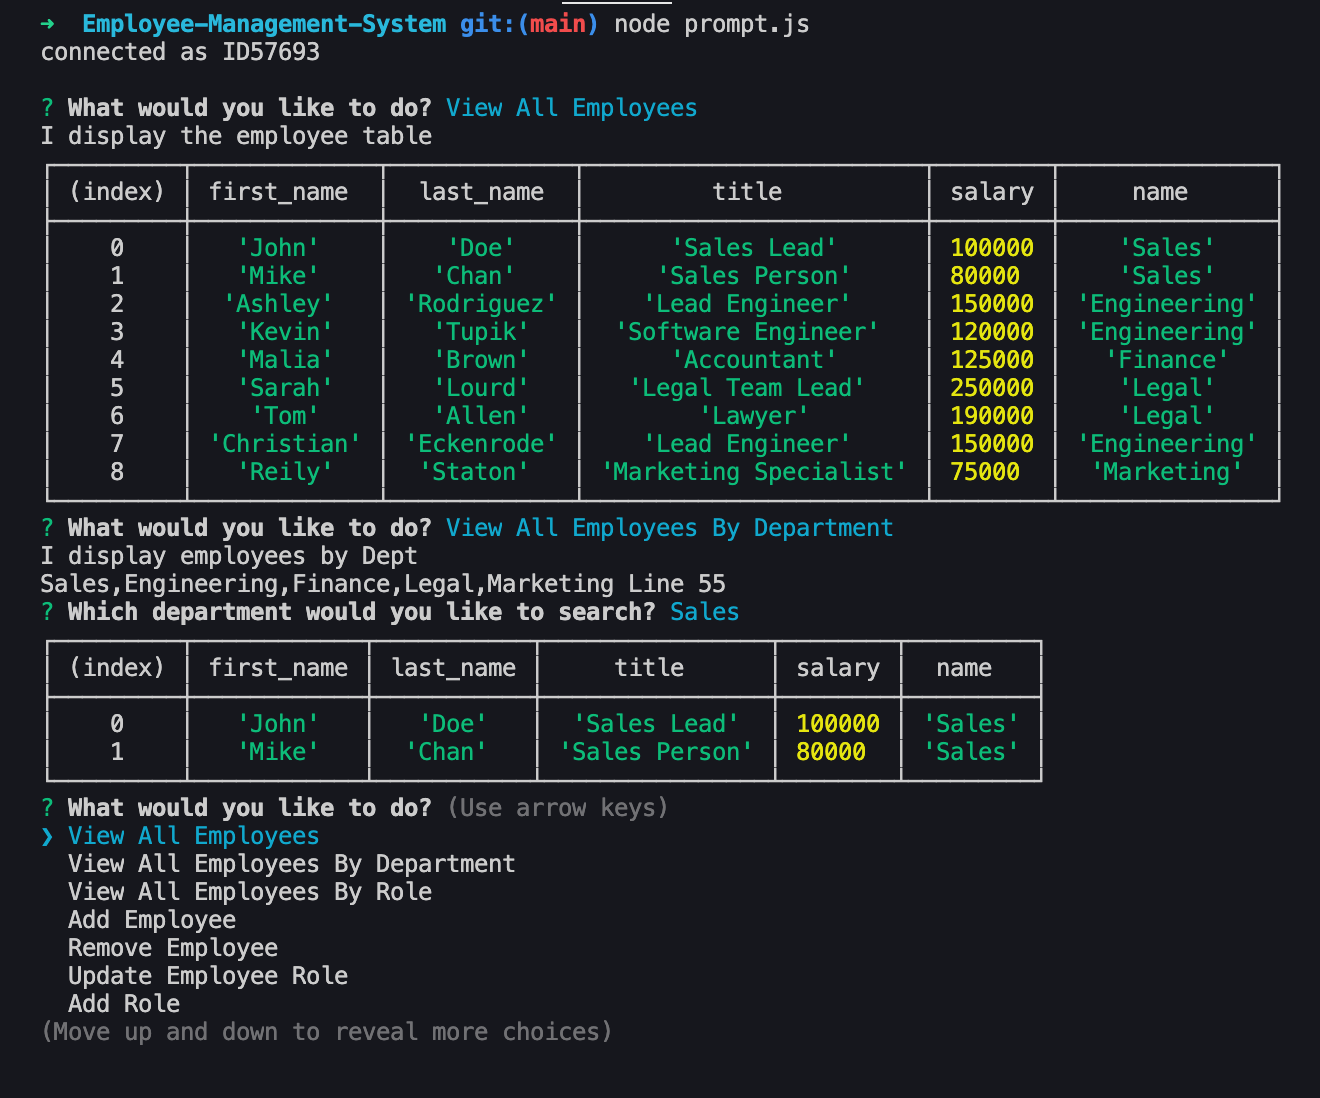 ➜  Employee-Management-System git:(main) node prompt.js
connected as ID57693
? What would you like to do? View All Employees
I display the employee table
(index) first_name last_name title salary name
0 'John' 'Doe' 'Sales Lead' 100000 'Sales'
1 'Mike' 'Chan' 'Sales Person' 80000 'Sales'
2 'Ashley' 'Rodriguez' 'Lead Engineer' 150000 'Engineering'
3 'Kevin' 'Tupik' 'Software Engineer' 120000 'Engineering'
4 'Malia' 'Brown' 'Accountant' 125000 'Finance'
5 'Sarah' 'Lourd' 'Legal Team Lead' 250000 'Legal'
6 'Tom' 'Allen' 'Lawyer' 190000 'Legal'
7 'Christian' 'Eckenrode' 'Lead Engineer' 150000 'Engineering'
8 'Reily' 'Staton' 'Marketing Specialist' 75000 'Marketing'
? What would you like to do? View All Employees By Department
I display employees by Dept
Sales,Engineering,Finance,Legal,Marketing Line 55
? Which department would you like to search? Sales
(index) first_name last_name title salary name
0 'John' 'Doe' 'Sales Lead' 100000 'Sales'
1 'Mike' 'Chan' 'Sales Person' 80000 'Sales'
? What would you like to do? (Use arrow keys)
❯ View All Employees
View All Employees By Department
View All Employees By Role
Add Employee
Remove Employee
Update Employee Role
Add Role
(Move up and down to reveal more choices)